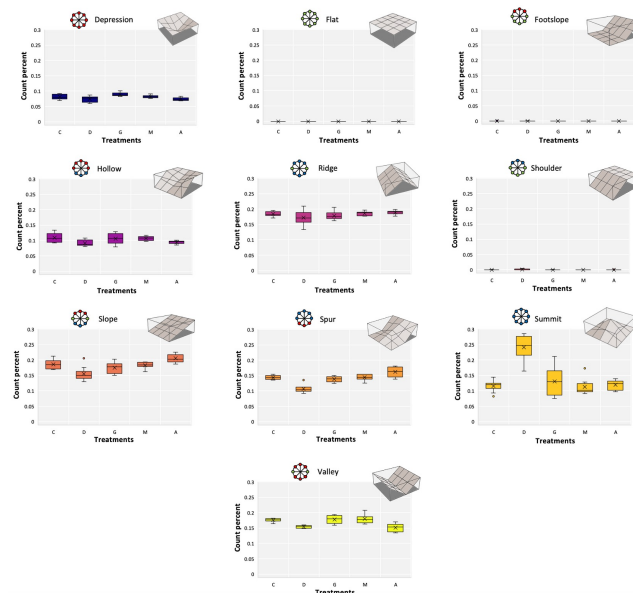 Depression
Count percent
0.3
0.25
0.2
0.15
0.1
0.05
0
C D G M A
Treatments
Flat
Count percent
0.3
0.25
0.2
0.15
0.1
0.05
0
C D G M A
Treatments
Footslope
Count percent
0.3
0.25
0.2
0.15
0.1
0.05
0
C D G M A
Treatments
Hollow
Count percent
0.3
0.25
0.2
0.15
0.1
0.05
0
C D G M A
Treatments
Ridge
Count percent
0.3
0.25
0.2
0.15
0.1
0.05
0
C D G M A
Treatments
Shoulder
Count percent
0.3
0.25
0.2
0.15
0.1
0.05
0
C D G M A
Treatments
Slope
Count percent
0.3
0.25
0.2
0.15
0.1
0.05
0
C D G M A
Treatments
Spur
Count percent
0.3
0.25
0.2
0.15
0.1
0.05
0
C D G M A
Treatments
Summit
Count percent
0.3
0.25
0.2
0.15
0.1
0.05
0
C D G M A
Treatments
Valley
Count percent
0.3
0.25
0.2
0.15
0.1
0.05
0
C D G M A
Treatments